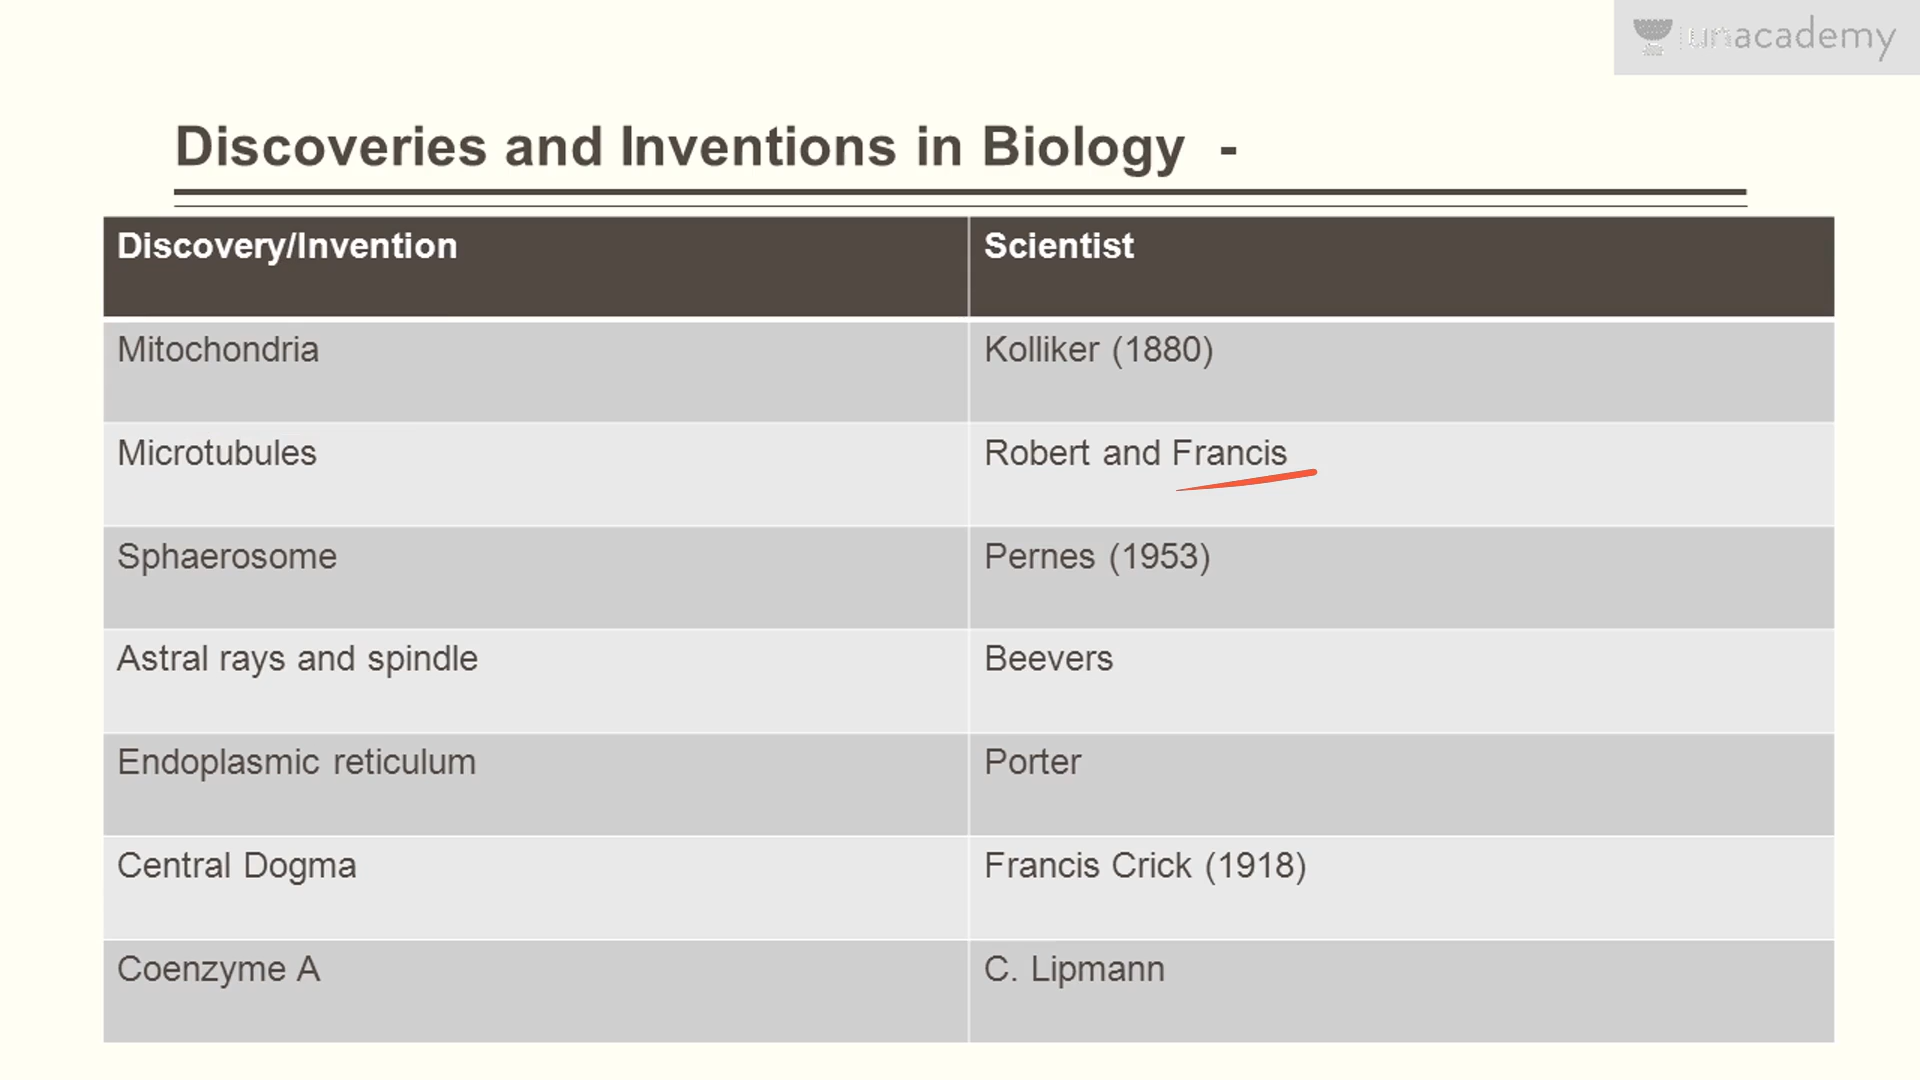 unacademy
Discoveries and Inventions in Biology -
Discovery/Invention Scientist
Mitochondria Kolliker (1880)
Microtubules Robert and Francis
Sphaerosome Pernes (1953)
Astral rays and spindle Beevers
Endoplasmic reticulum Porter
Central Dogma Francis Crick (1918)
Coenzyme A C. Lipmann